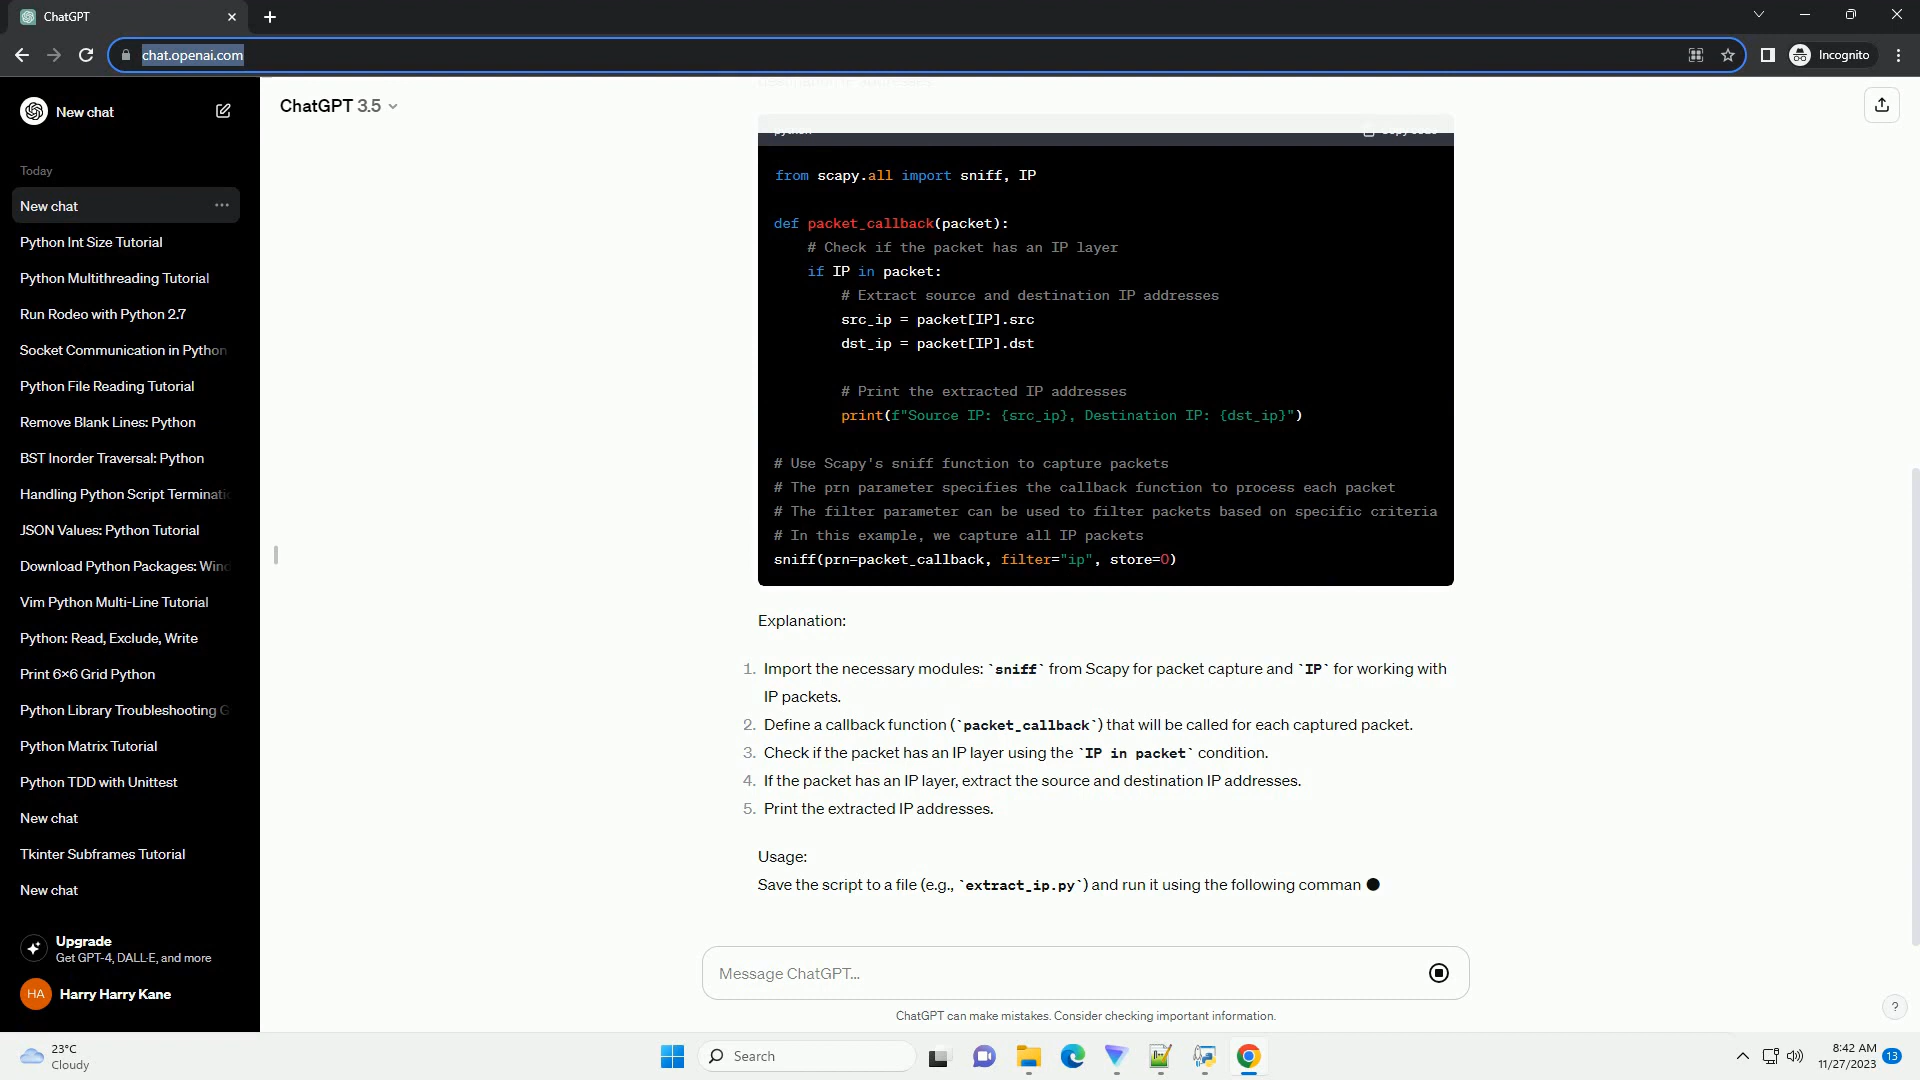 ChatGPT
chat.openai.com
Incognito
New chat
Today
New chat
Python Int Size Tutorial
Python Multithreading Tutorial
Run Rodeo with Python 2.7
Socket Communication in Python
Python File Reading Tutorial
Remove Blank Lines: Python
BST Inorder Traversal: Python
Handling Python Script Terminati
JSON Values: Python Tutorial
Download Python Packages: Win
Vim Python Multi-Line Tutorial
Python: Read, Exclude, Write
Print 6×6 Grid Python
Python Library Troubleshooting G
Python Matrix Tutorial
Python TDD with Unittest
New chat
Tkinter Subframes Tutorial
New chat
Upgrade
Get GPT-4, DALL·E, and more
HA
Harry Harry Kane
ChatGPT 3.5
from scapy.all import sniff, IP
def packet_callback(packet):
# Check if the packet has an IP layer
if IP in packet:
# Extract source and destination IP addresses
src_ip = packet[IP].src
dst_ip = packet[IP].dst
# Print the extracted IP addresses
print(f"Source IP: {src_ip}, Destination IP: {dst_ip}")
# Use Scapy's sniff function to capture packets
# The prn parameter specifies the callback function to process each packet
# The filter parameter can be used to filter packets based on specific criteria
# In this example, we capture all IP packets
sniff(prn=packet_callback, filter="ip", store=0)
Explanation:
1. Import the necessary modules: `sniff` from Scapy for packet capture and `IP` for working with
IP packets.
2. Define a callback function (`packet_callback`) that will be called for each captured packet.
3. Check if the packet has an IP layer using the `IP in packet` condition.
4. If the packet has an IP layer, extract the source and destination IP addresses.
5. Print the extracted IP addresses.
Usage:
Save the script to a file (e.g., `extract_ip.py`) and run it using the following comman
Message ChatGPT…
ChatGPT can make mistakes. Consider checking important information.
?
23°C
Cloudy
Search
8:42 AM
11/27/2023
13